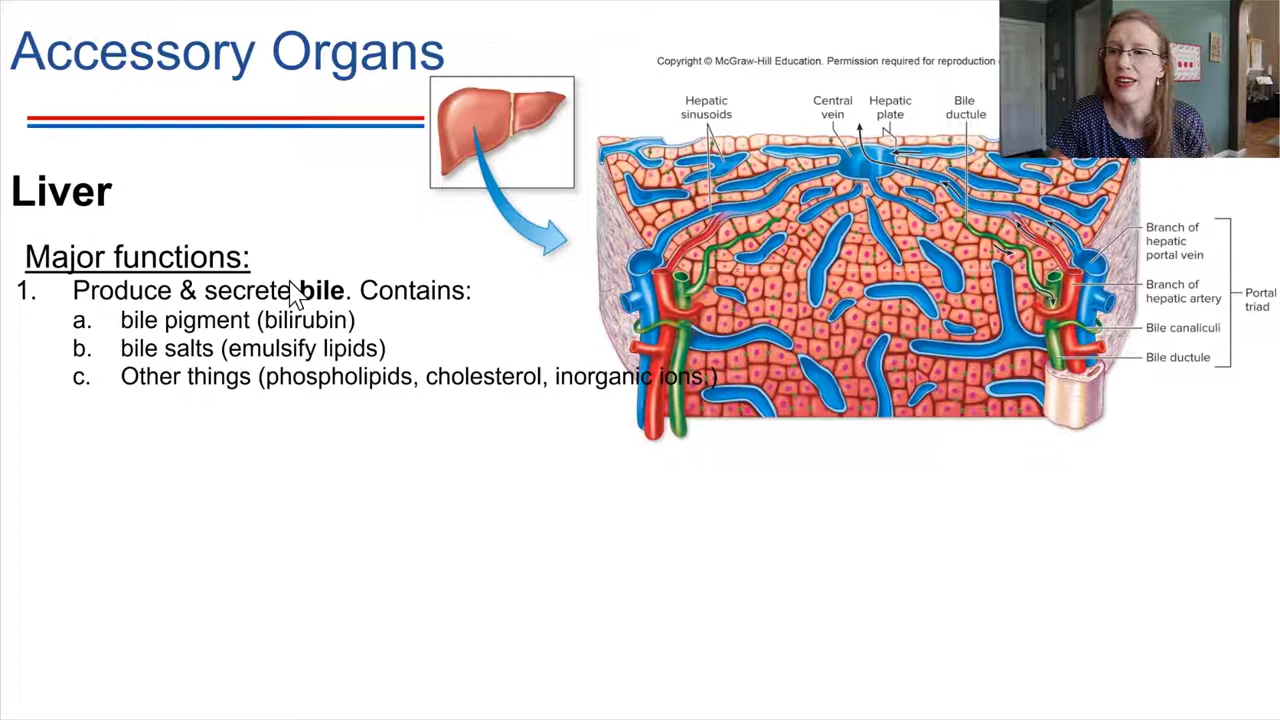 Accessory Organs
Copyright © McGraw-Hill Education. Permission required for reproduction
Hepatic
sinusoids
Central
vein
Hepatic
plate
Bile
ductule
Liver
Major functions:
1. Produce & secrete bile. Contains:
a. bile pigment (bilirubin)
b. bile salts (emulsify lipids)
c. Other things (phospholipids, cholesterol, inorganic ions,)
Branch of
hepatic
portal vein
Branch of
hepatic artery
Bile canaliculi
Bile ductule
Portal
triad